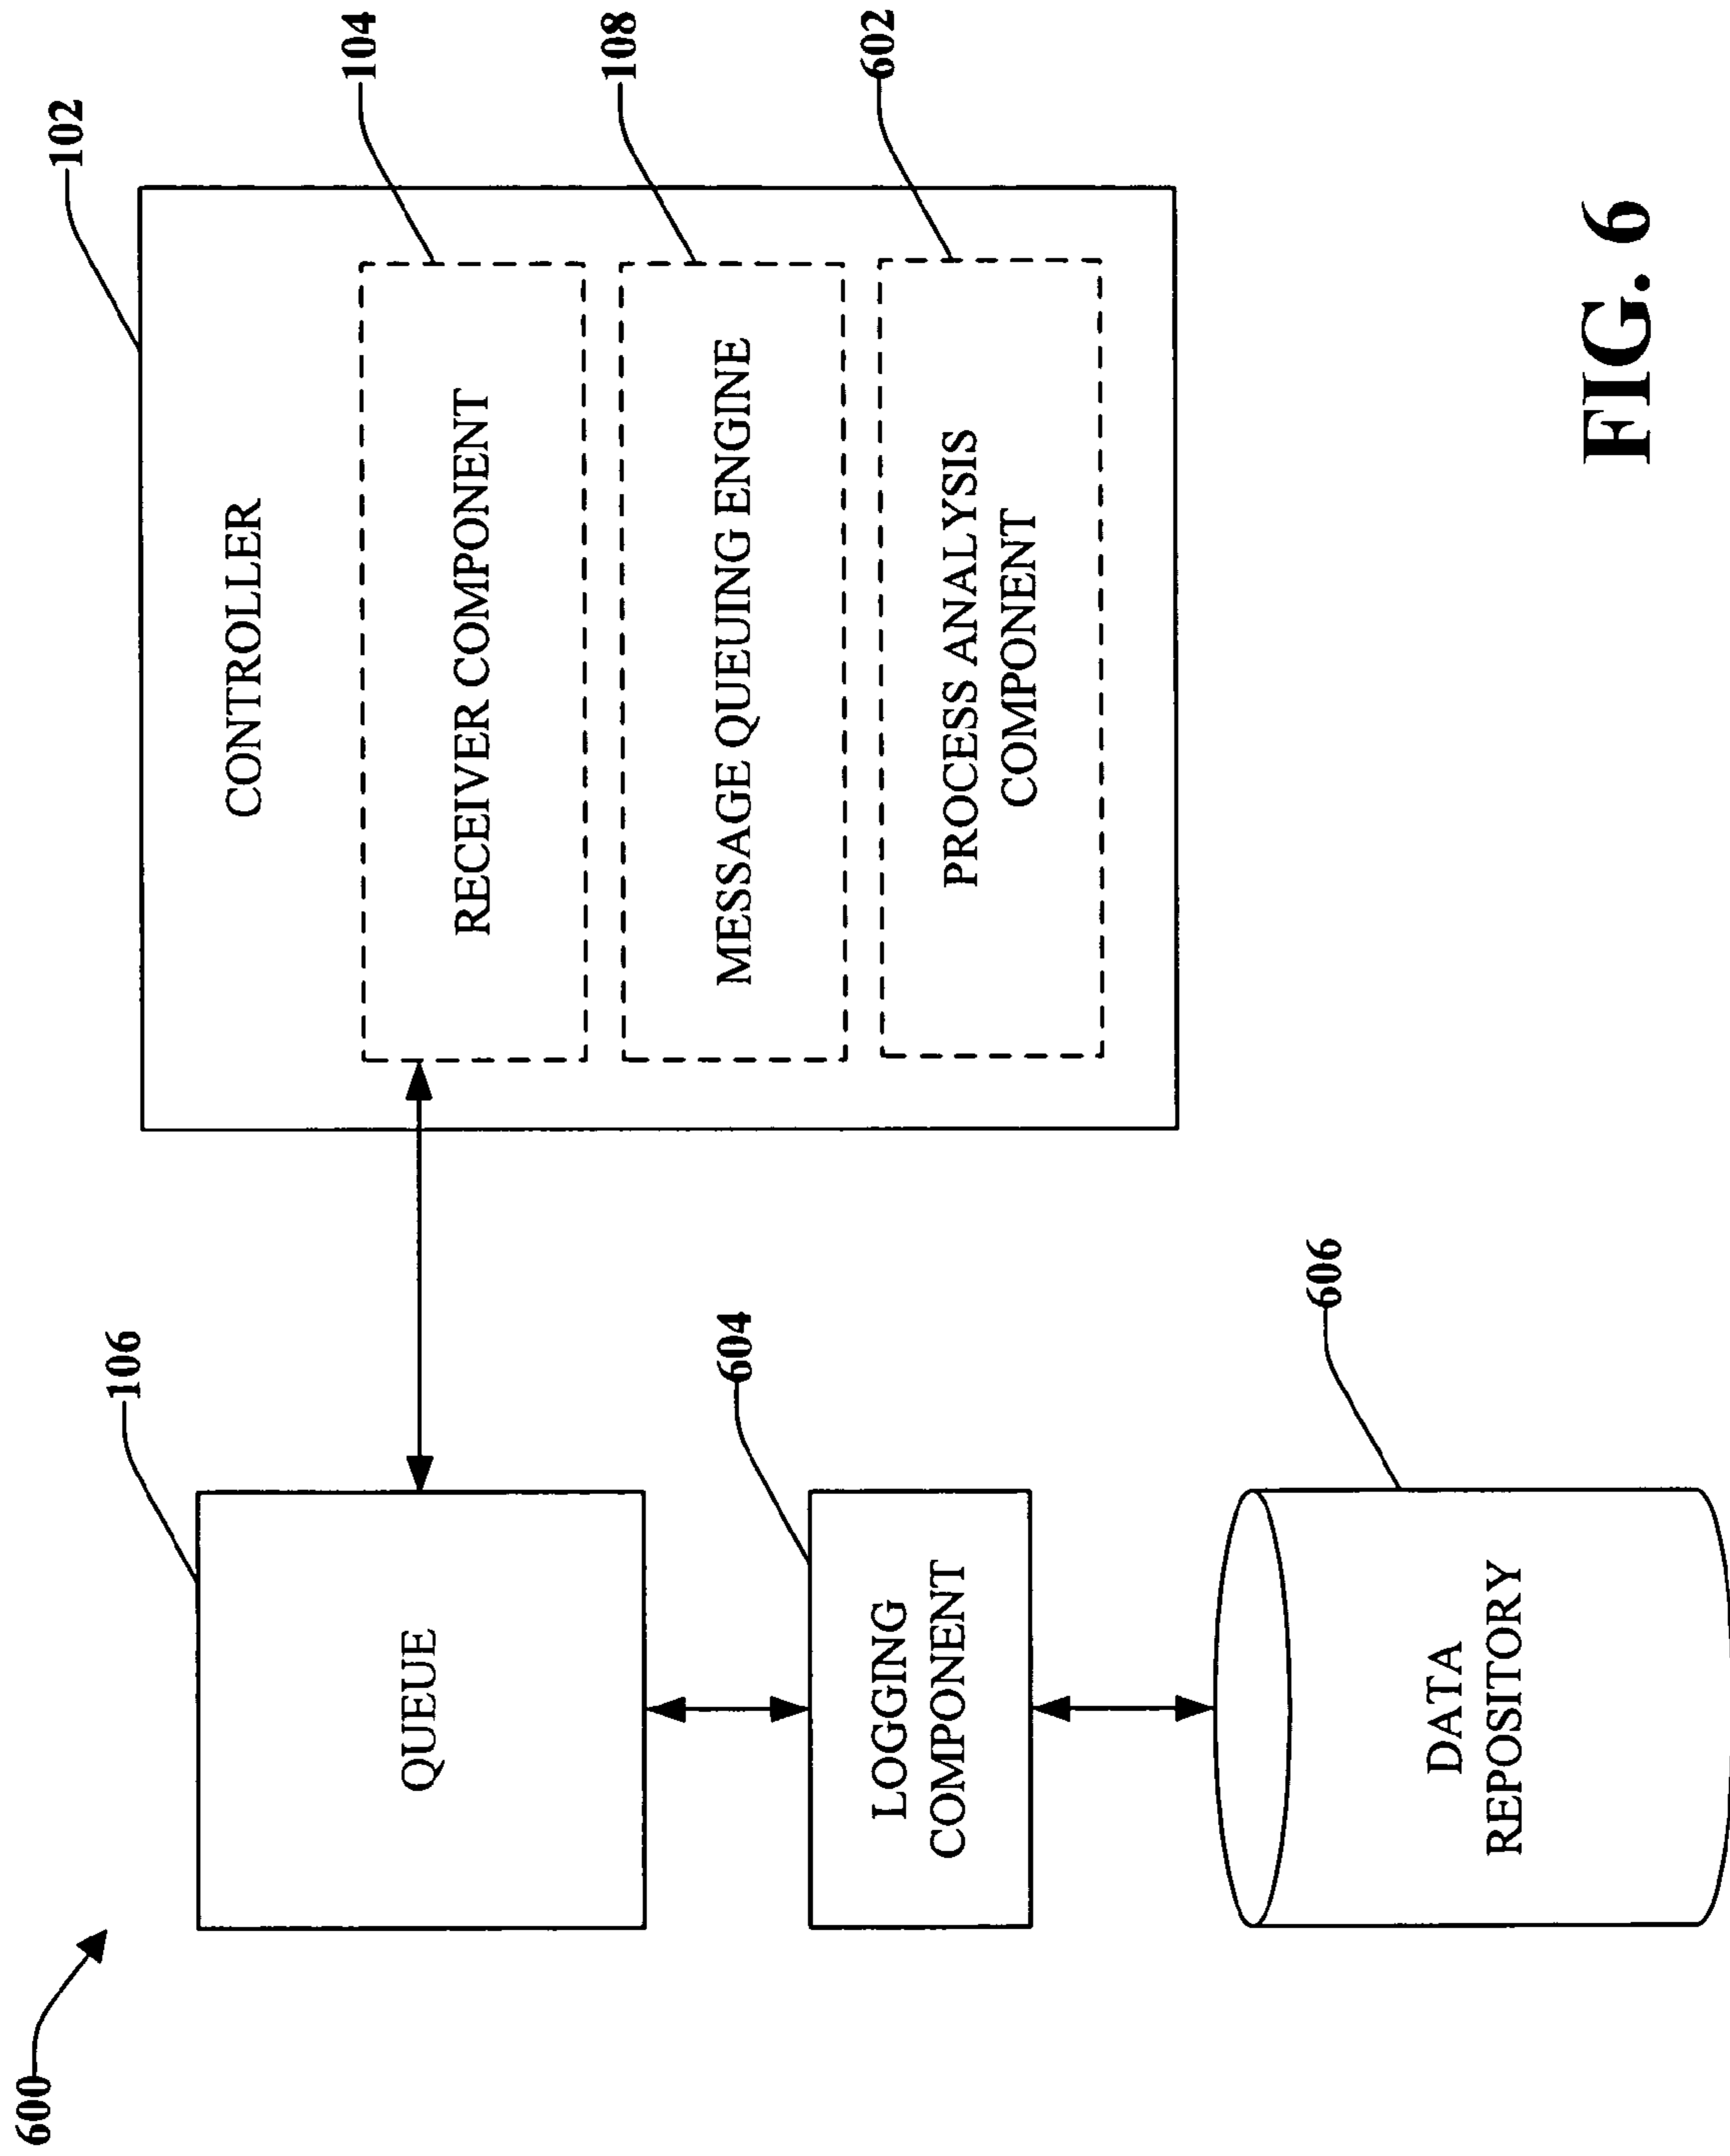 600
106
QUEUE
604
LOGGING
COMPONENT
606
DATA
REPOSITORY
102
CONTROLLER
104
RECEIVER COMPONENT
108
MESSAGE QUEUING ENGINE
602
PROCESS ANALYSIS
COMPONENT
FIG. 6